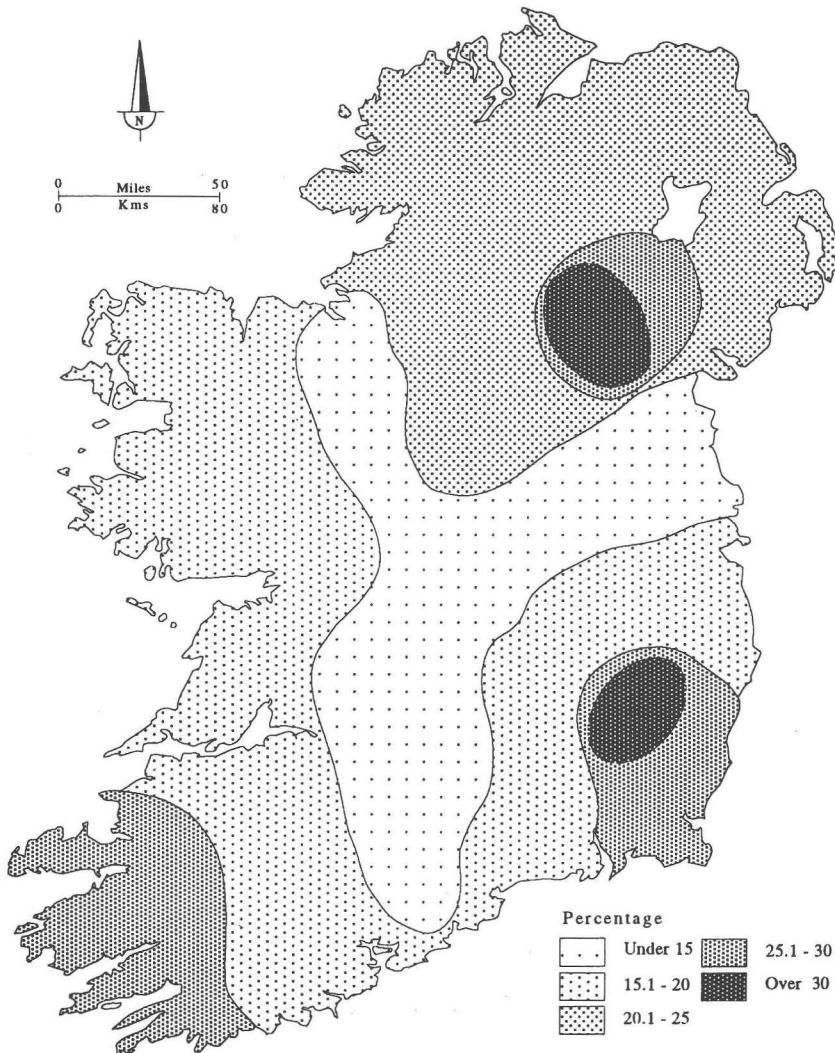 N
0 Miles 50
0 Kms 80
Percentage
Under 15
15.1 - 20
20.1 - 25
25.1 - 30
Over 30